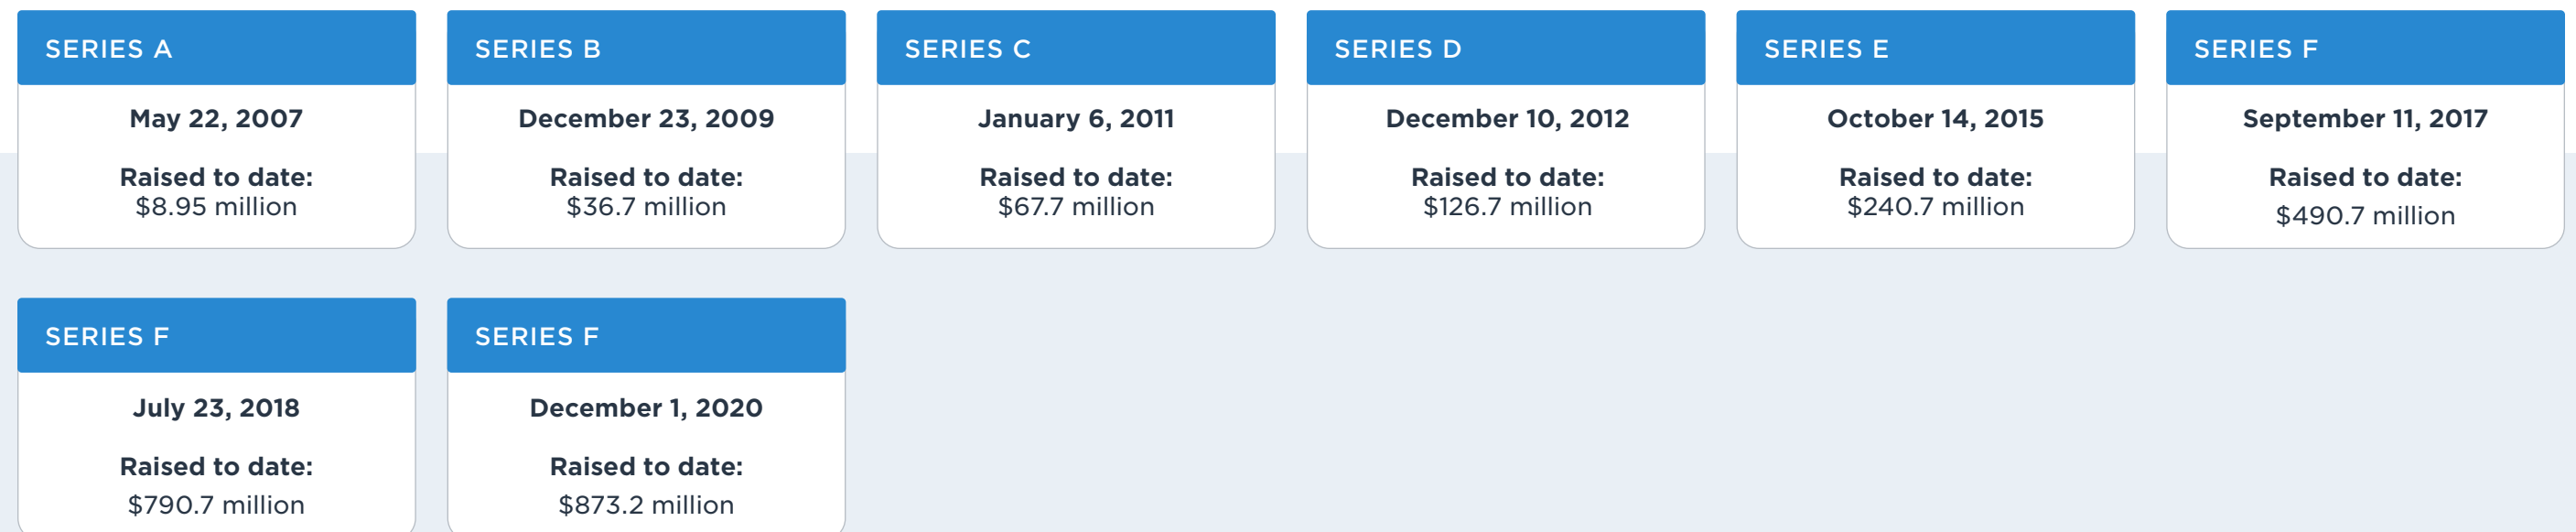 SERIES A
May 22, 2007
Raised to date:
$8.95 million
SERIES B
December 23, 2009
Raised to date:
$36.7 million
SERIES C
January 6, 2011
Raised to date:
$67.7 million
SERIES D
December 10, 2012
Raised to date:
$126.7 million
SERIES E
October 14, 2015
Raised to date:
$240.7 million
SERIES F
September 11, 2017
Raised to date:
$490.7 million
SERIES F
July 23, 2018
Raised to date:
$790.7 million
SERIES F
December 1, 2020
Raised to date:
$873.2 million